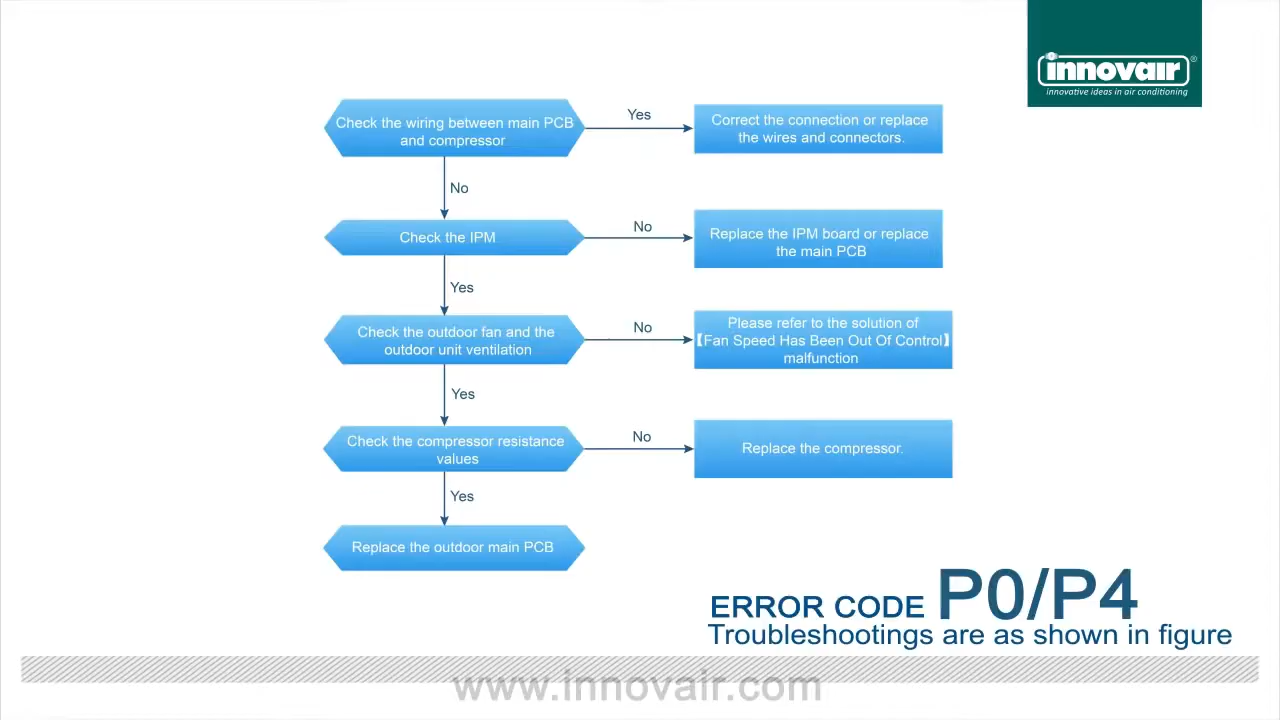 innovair®
innovative ideas in air conditioning
Check the wiring between main PCB
and compressor
Yes
Correct the connection or replace
the wires and connectors.
No
Check the IPM
No
Replace the IPM board or replace
the main PCB
Yes
Check the outdoor fan and the
outdoor unit ventilation
No
Please refer to the solution of
【Fan Speed Has Been Out Of Control】
malfunction
Yes
Check the compressor resistance
values
No
Replace the compressor.
Yes
Replace the outdoor main PCB
ERROR CODE P0/P4
Troubleshootings are as shown in figure
www.innovair.com